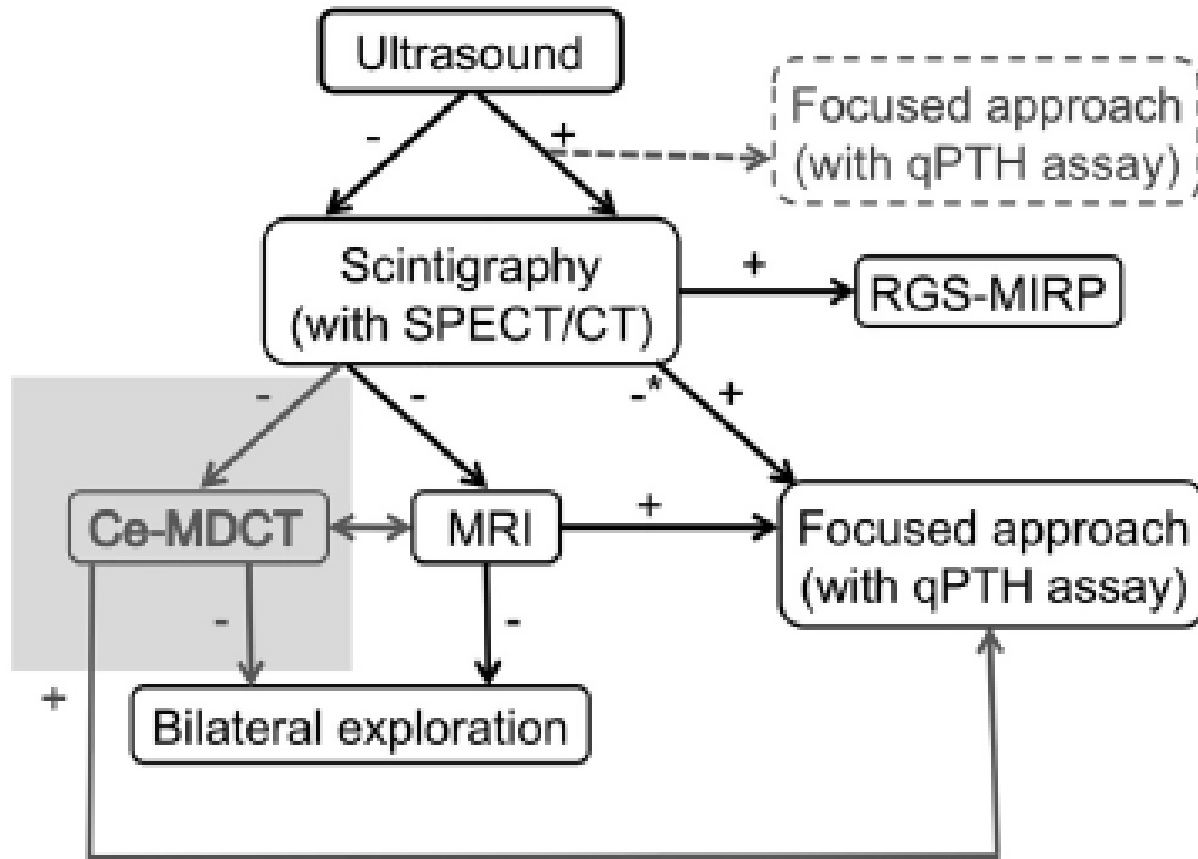 Ultrasound
-
+
Focused approach
(with qPTH assay)
Scintigraphy
(with SPECT/CT)
+
RGS-MIRP
-
-
-*
+
Ce-MDCT
MRI
+
Focused approach
(with qPTH assay)
-
-
+
Bilateral exploration